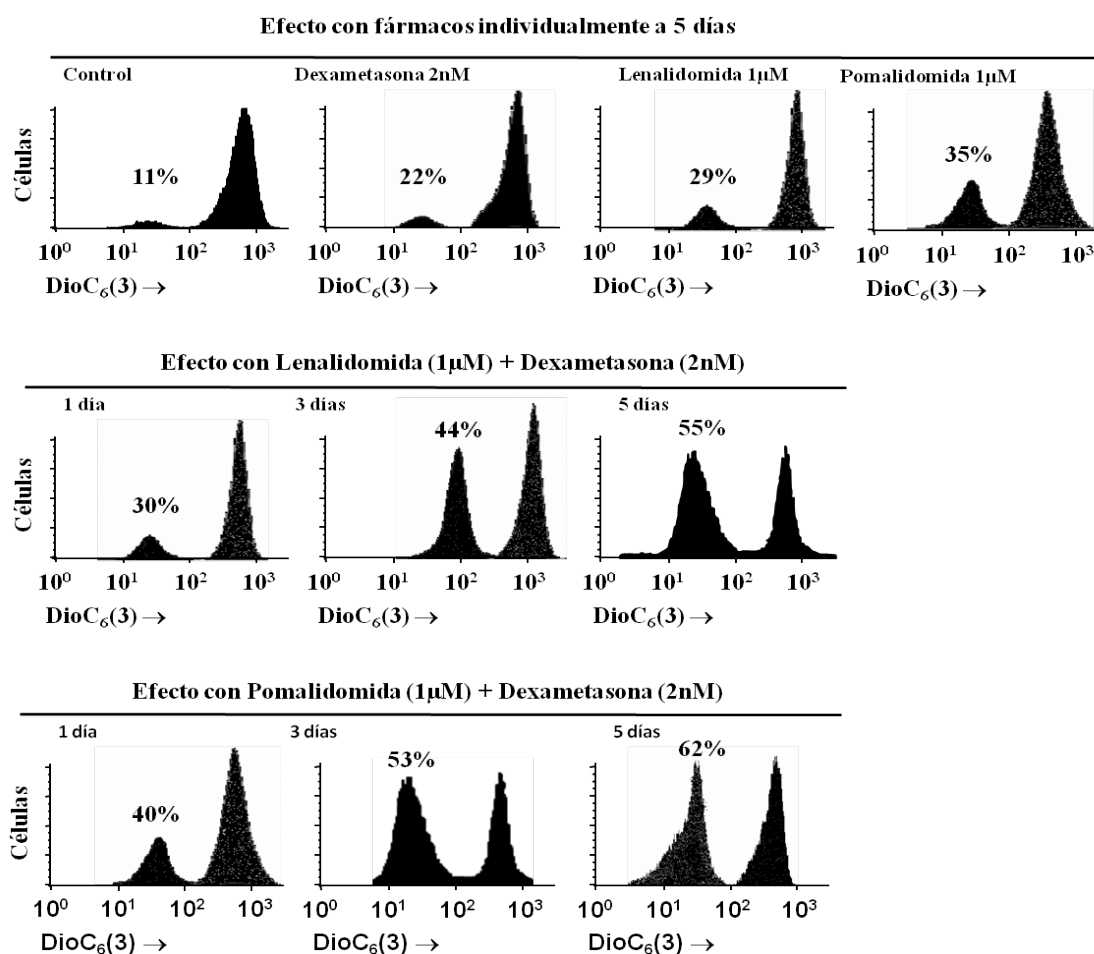 Efecto con fármacos individualmente a 5 días
Control Dexametasona 2nM Lenalidomida 1µM Pomalidomida 1µM
Células
11% 22% 29% 35%
10⁰ 10¹ 10² 10³ 10⁰ 10¹ 10² 10³ 10⁰ 10¹ 10² 10³ 10⁰ 10¹ 10² 10³
DioC₆(3) → DioC₆(3) → DioC₆(3) → DioC₆(3) →
Efecto con Lenalidomida (1µM) + Dexametasona (2nM)
1 día 3 días 5 días
Células
30% 44% 55%
10⁰ 10¹ 10² 10³ 10⁰ 10¹ 10² 10³ 10⁰ 10¹ 10² 10³
DioC₆(3) → DioC₆(3) → DioC₆(3) →
Efecto con Pomalidomida (1µM) + Dexametasona (2nM)
1 día 3 días 5 días
Células
40% 53% 62%
10⁰ 10¹ 10² 10³ 10⁰ 10¹ 10² 10³ 10⁰ 10¹ 10² 10³
DioC₆(3) → DioC₆(3) → DioC₆(3) →